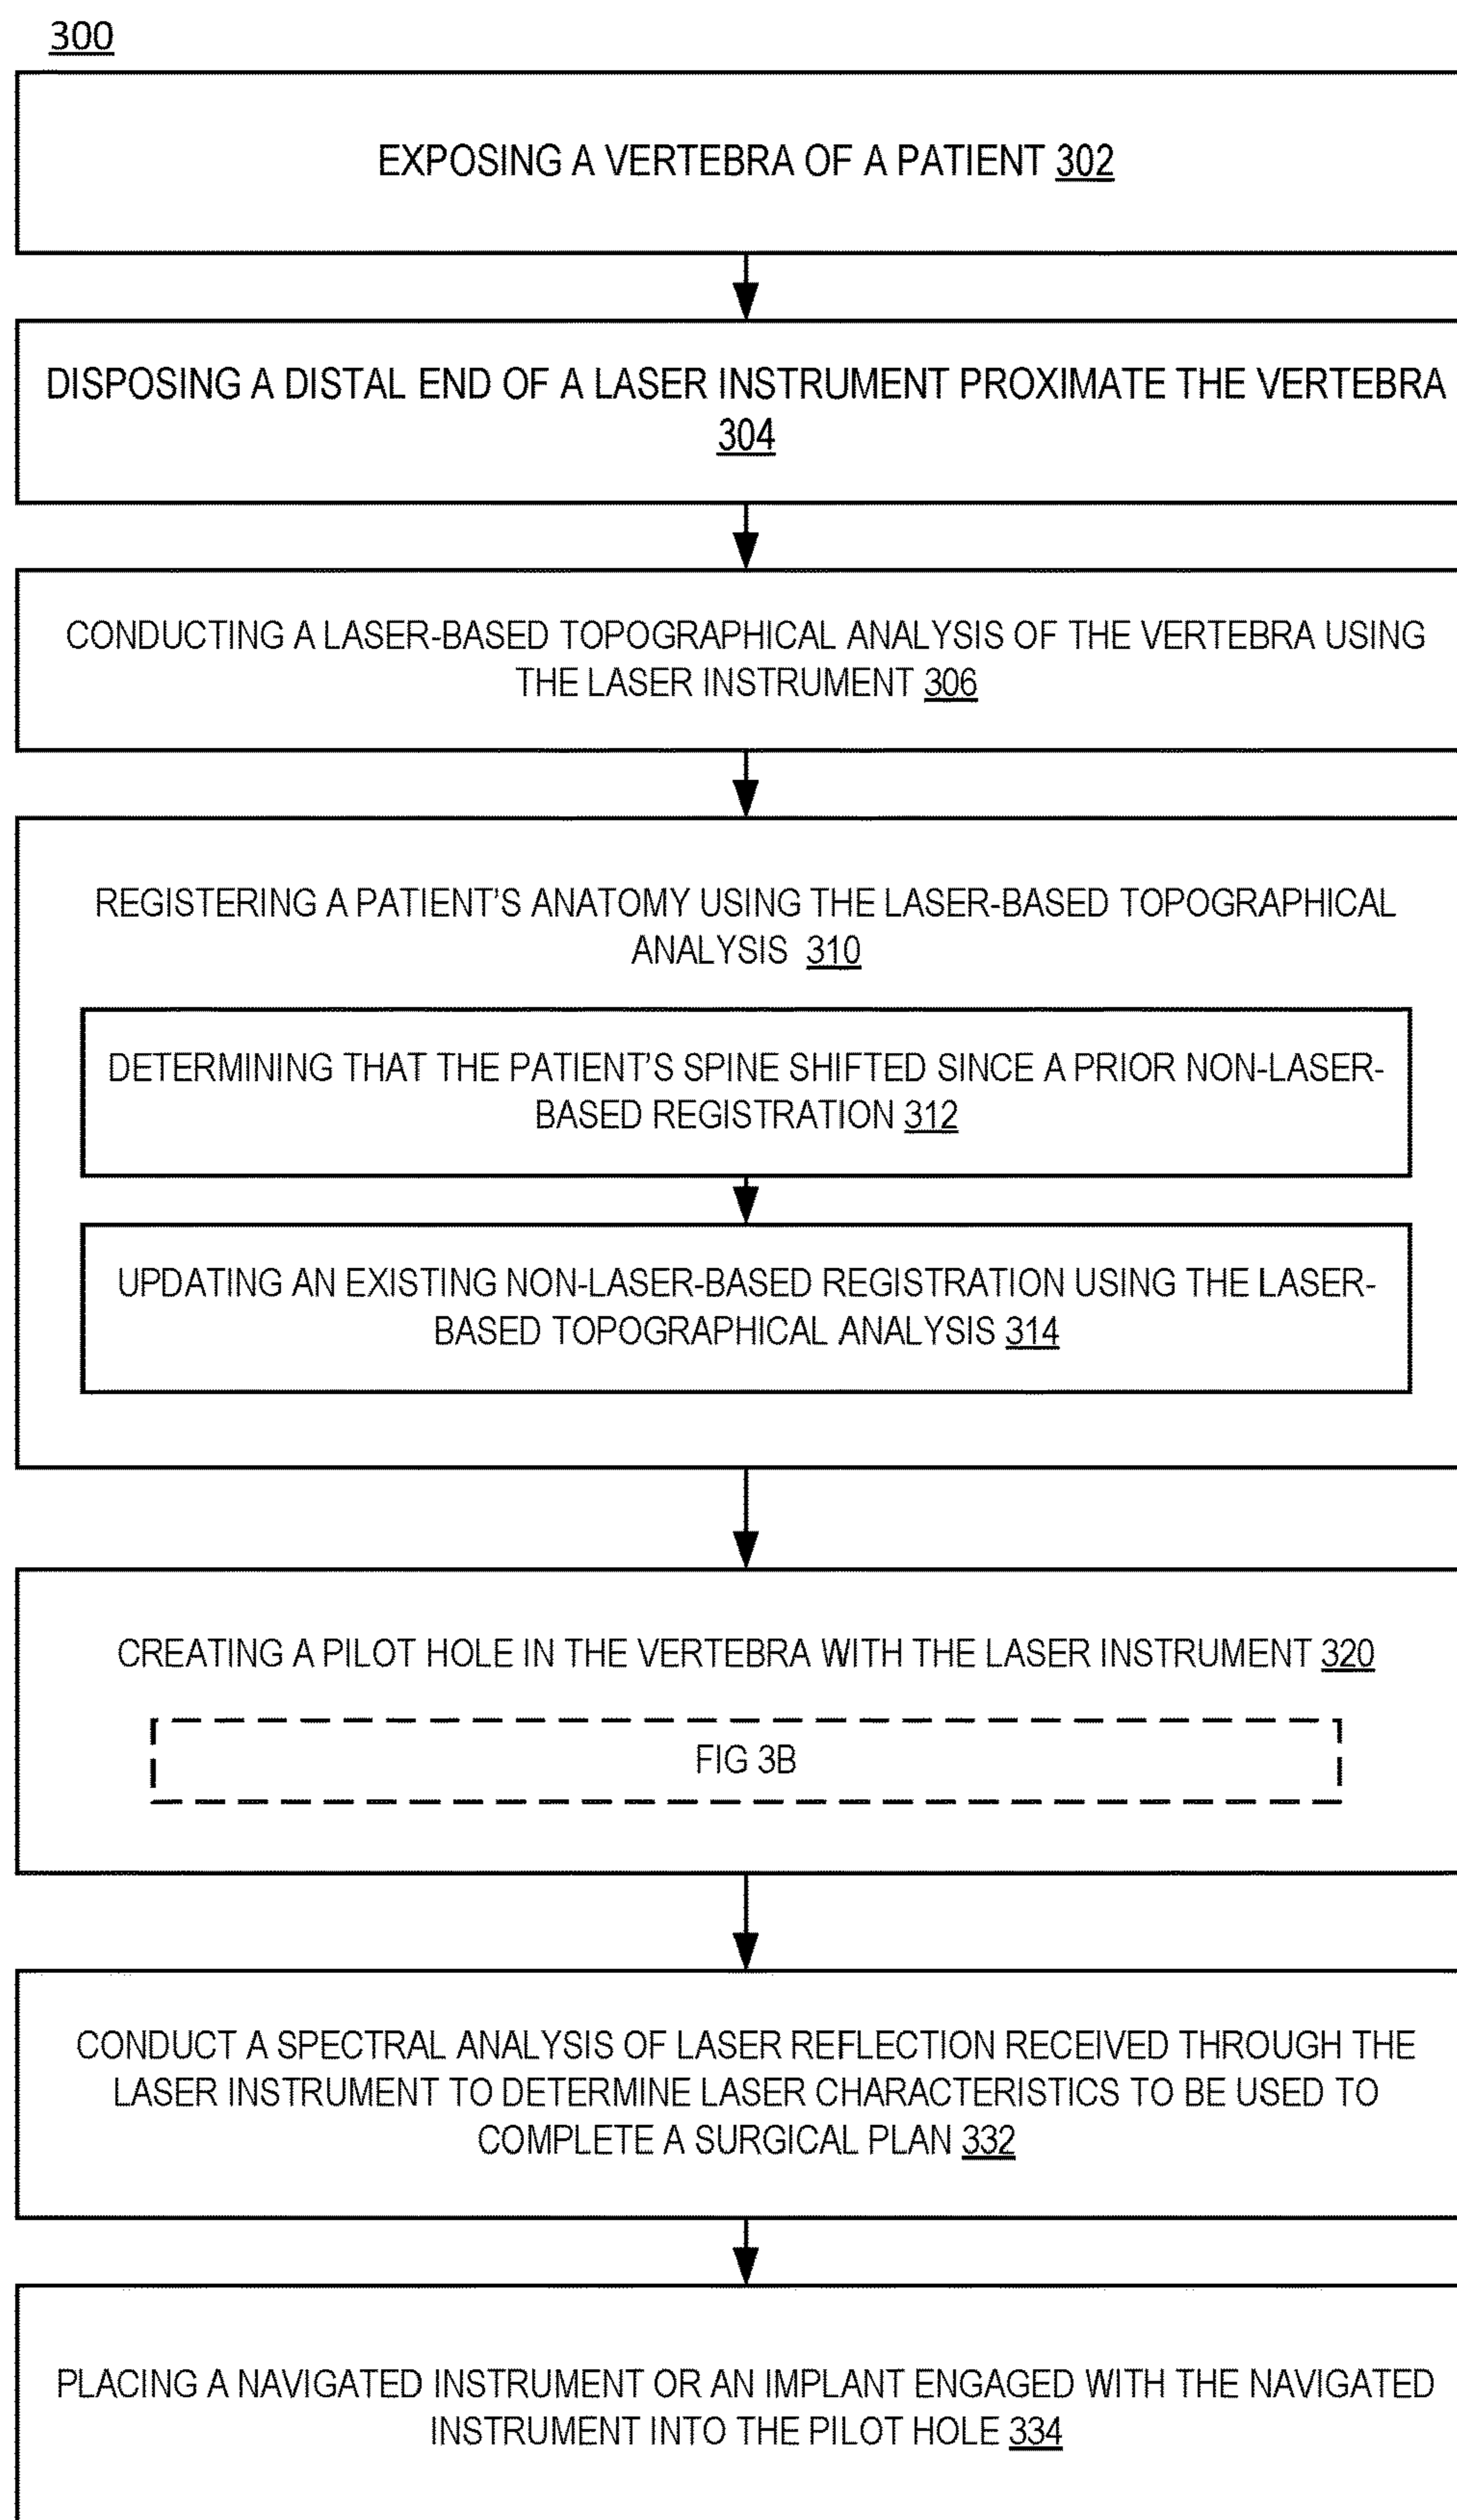 300
EXPOSING A VERTEBRA OF A PATIENT 302
DISPOSING A DISTAL END OF A LASER INSTRUMENT PROXIMATE THE VERTEBRA
304
CONDUCTING A LASER-BASED TOPOGRAPHICAL ANALYSIS OF THE VERTEBRA USING
THE LASER INSTRUMENT 306
REGISTERING A PATIENT'S ANATOMY USING THE LASER-BASED TOPOGRAPHICAL
ANALYSIS 310
DETERMINING THAT THE PATIENT'S SPINE SHIFTED SINCE A PRIOR NON-LASER-
BASED REGISTRATION 312
UPDATING AN EXISTING NON-LASER-BASED REGISTRATION USING THE LASER-
BASED TOPOGRAPHICAL ANALYSIS 314
CREATING A PILOT HOLE IN THE VERTEBRA WITH THE LASER INSTRUMENT 320
FIG 3B
CONDUCT A SPECTRAL ANALYSIS OF LASER REFLECTION RECEIVED THROUGH THE
LASER INSTRUMENT TO DETERMINE LASER CHARACTERISTICS TO BE USED TO
COMPLETE A SURGICAL PLAN 332
PLACING A NAVIGATED INSTRUMENT OR AN IMPLANT ENGAGED WITH THE NAVIGATED
INSTRUMENT INTO THE PILOT HOLE 334